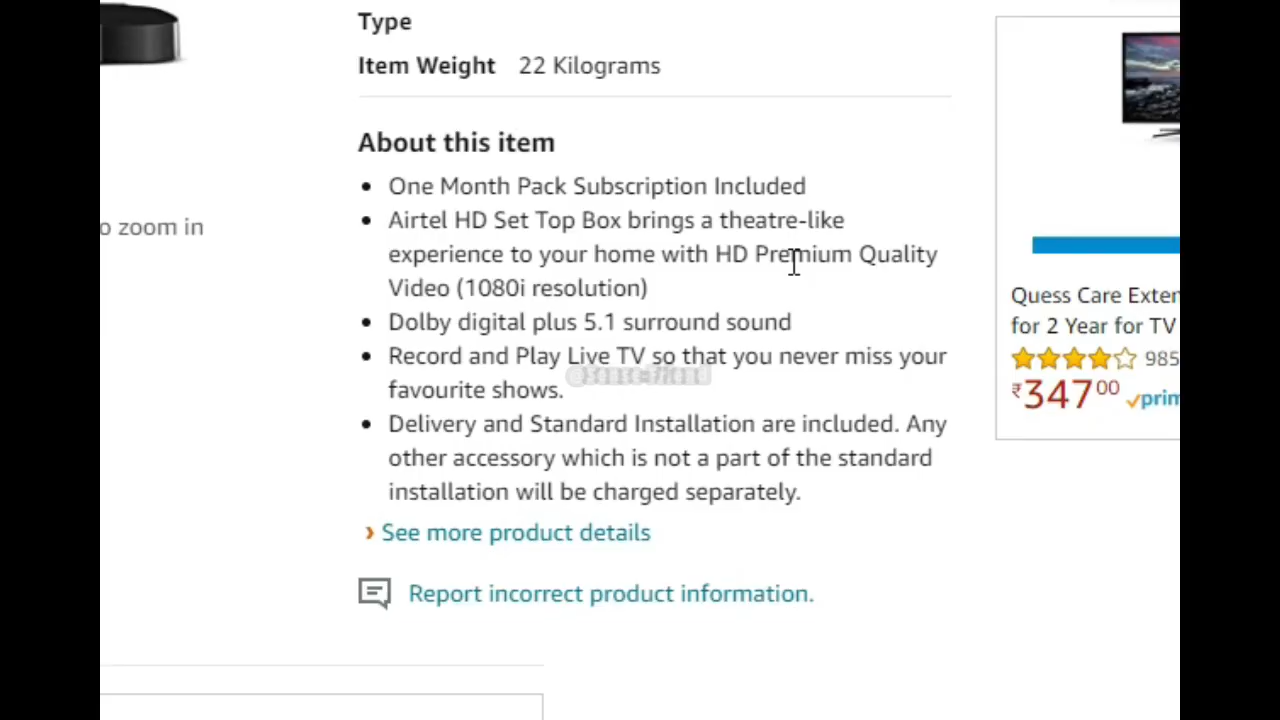 Type
Item Weight 22 Kilograms
About this item
One Month Pack Subscription Included
Airtel HD Set Top Box brings a theatre-like
experience to your home with HD Premium Quality
Video (1080i resolution)
Dolby digital plus 5.1 surround sound
Record and Play Live TV so that you never miss your
favourite shows.
Delivery and Standard Installation are included. Any
other accessory which is not a part of the standard
installation will be charged separately.
› See more product details
Report incorrect product information.
o zoom in
Quess Care Exter
for 2 Year for TV
985
₹34700 prim